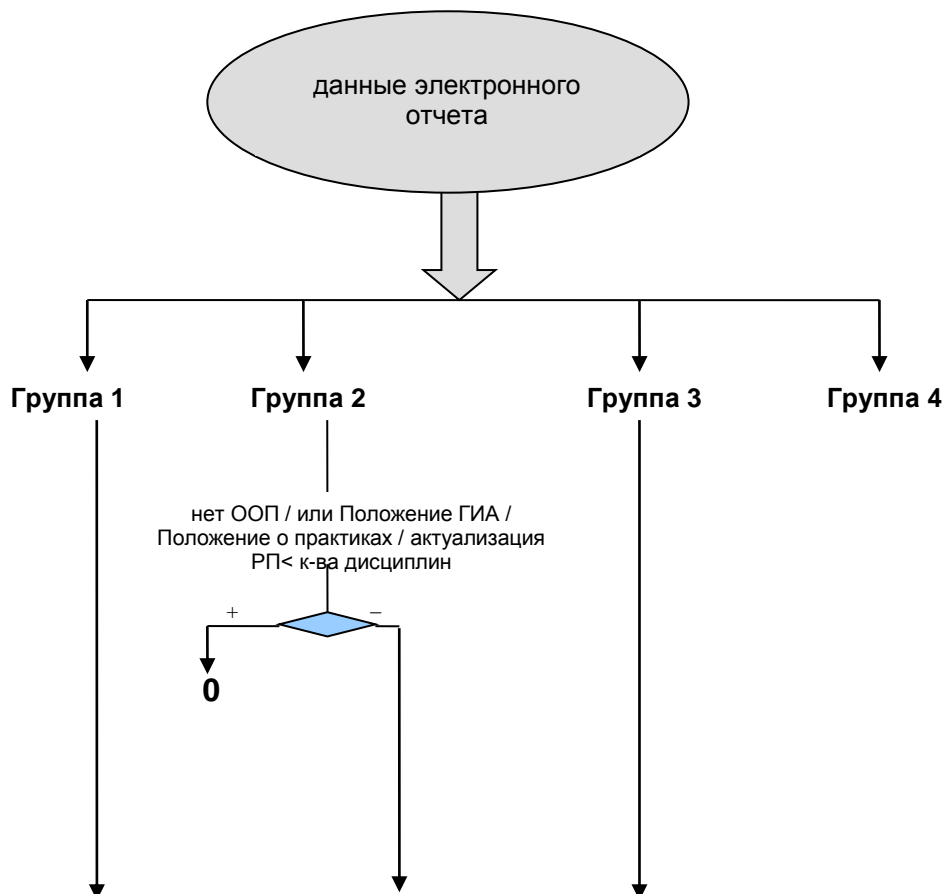 данные электронного
отчета
Группа 1 Группа 2 Группа 3 Группа 4
нет ООП / или Положение ГИА /
Положение о практиках / актуализация
РП< к-ва дисциплин
+ −
0